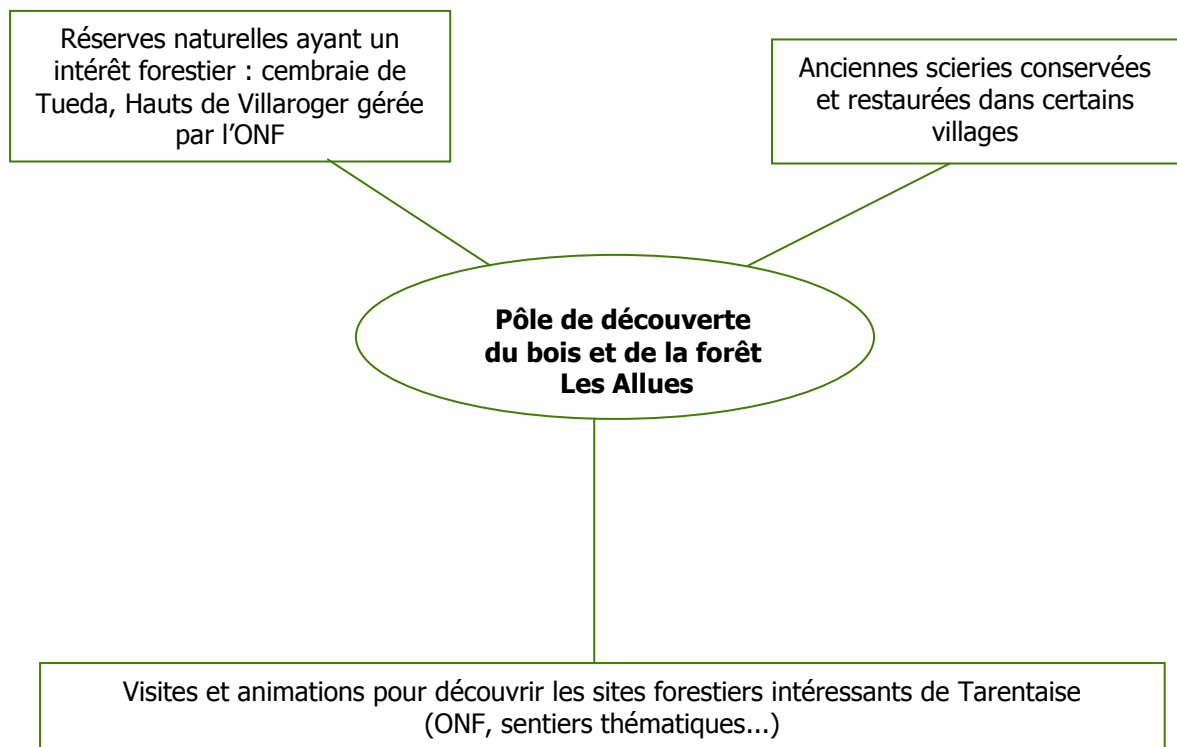 Réserves naturelles ayant un
intérêt forestier : cembraie de
Tueda, Hauts de Villaroger gérée
par l’ONF
Anciennes scieries conservées
et restaurées dans certains
villages
Pôle de découverte
du bois et de la forêt
Les Allues
Visites et animations pour découvrir les sites forestiers intéressants de Tarentaise
(ONF, sentiers thématiques...)